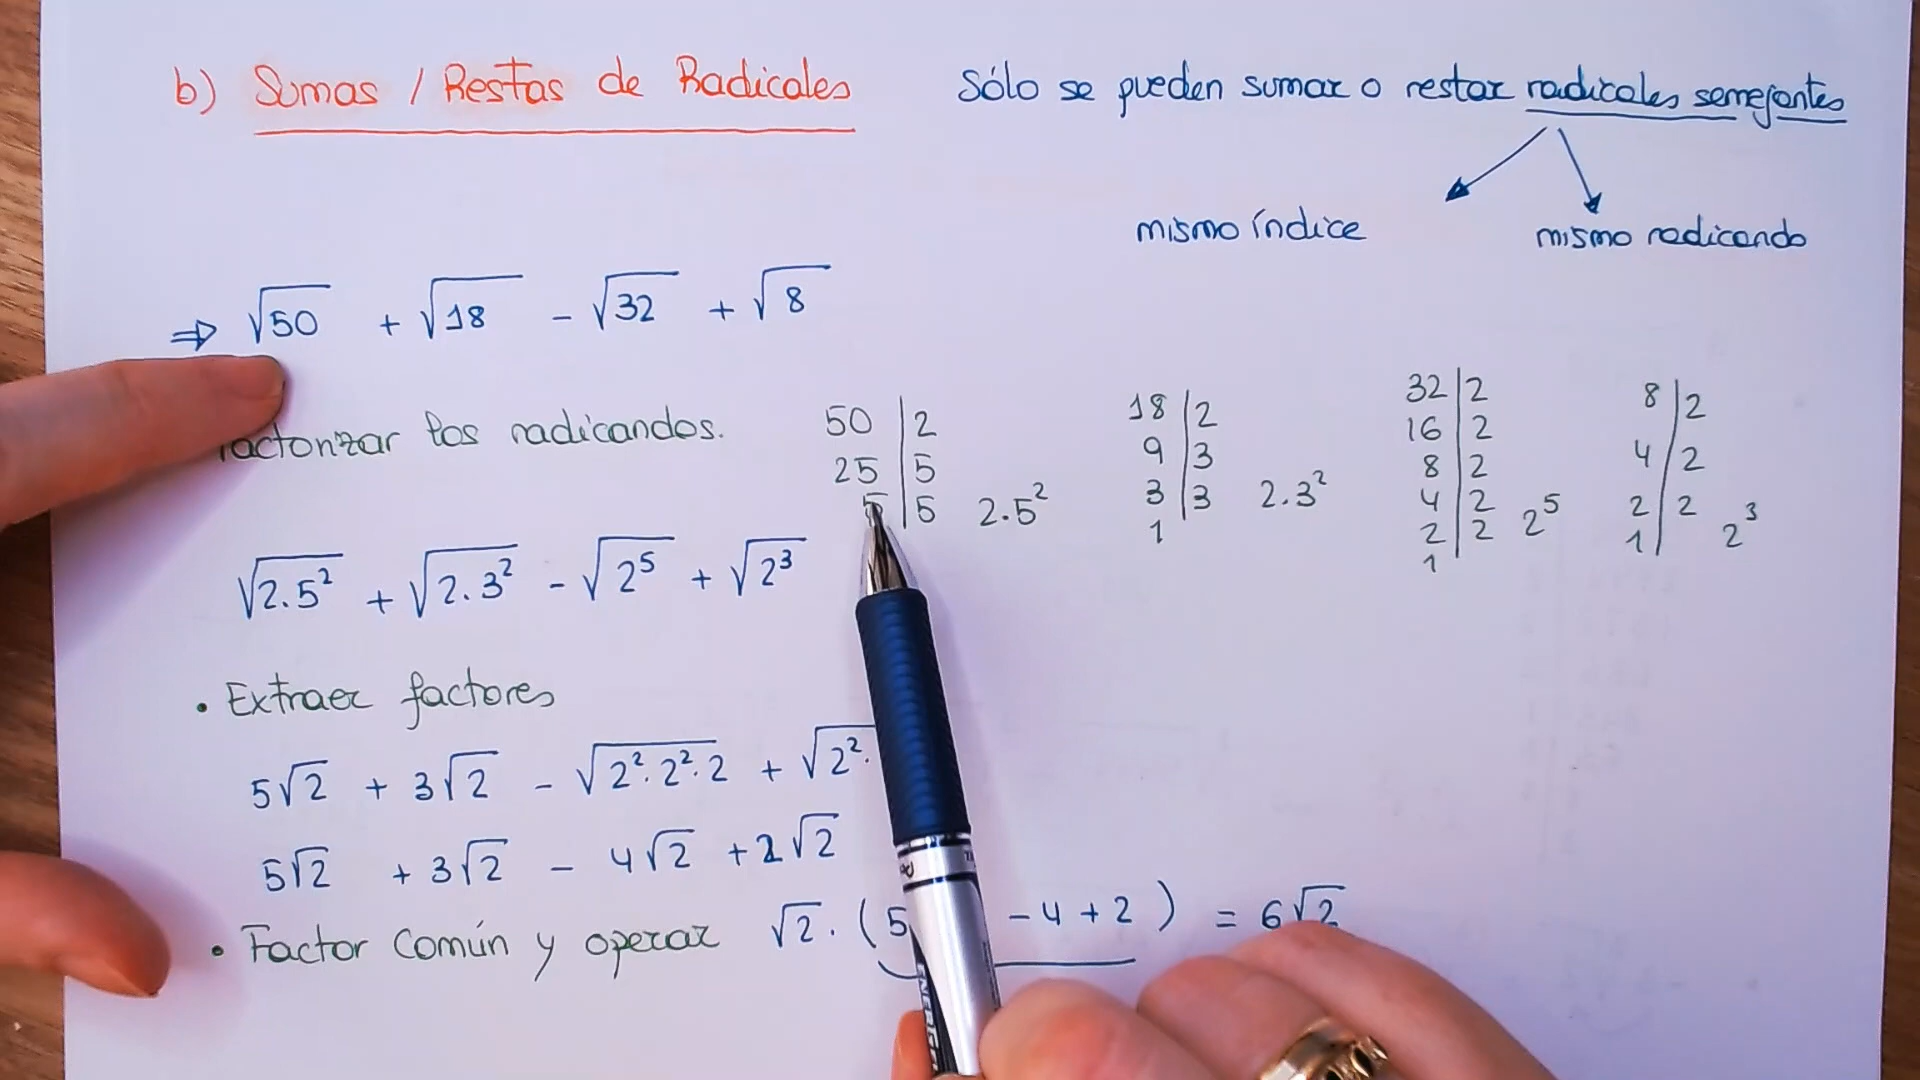 b) Sumas / Restas de Radicales
Sólo se pueden sumar o restar radicales semejantes
mismo índice
mismo radicando
⇒ √50 + √18 - √32 + √8
factorizar los radicandos.
50 | 2
25 | 5
5 | 5
2.5²
18 | 2
9 | 3
3 | 3
1
2.3²
32 | 2
16 | 2
8 | 2
4 | 2
2 | 2
1
2⁵
8 | 2
4 | 2
2 | 2
1
2³
√2.5² + √2.3² - √2⁵ + √2³
• Extraer factores
5√2 + 3√2 - √2².2².2 + √2².
5√2 + 3√2 - 4√2 + 2√2
• Factor Común y operar √2. (5 - 4 + 2) = 6√2